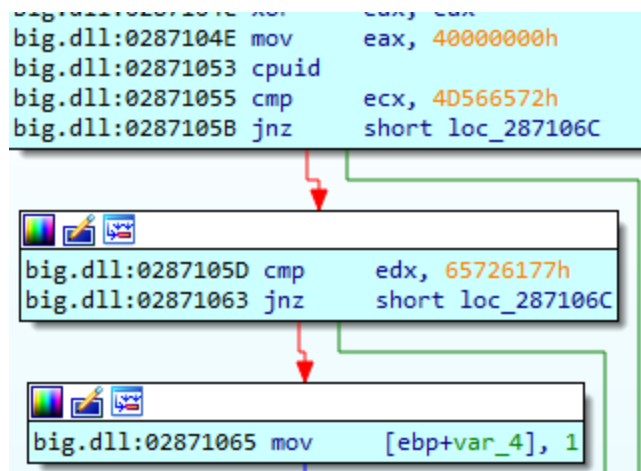 big.dll:0287104E mov eax, 40000000h
big.dll:02871053 cpuid
big.dll:02871055 cmp ecx, 4D566572h
big.dll:0287105B jnz short loc_287106C
big.dll:0287105D cmp edx, 65726177h
big.dll:02871063 jnz short loc_287106C
big.dll:02871065 mov [ebp+var_4], 1